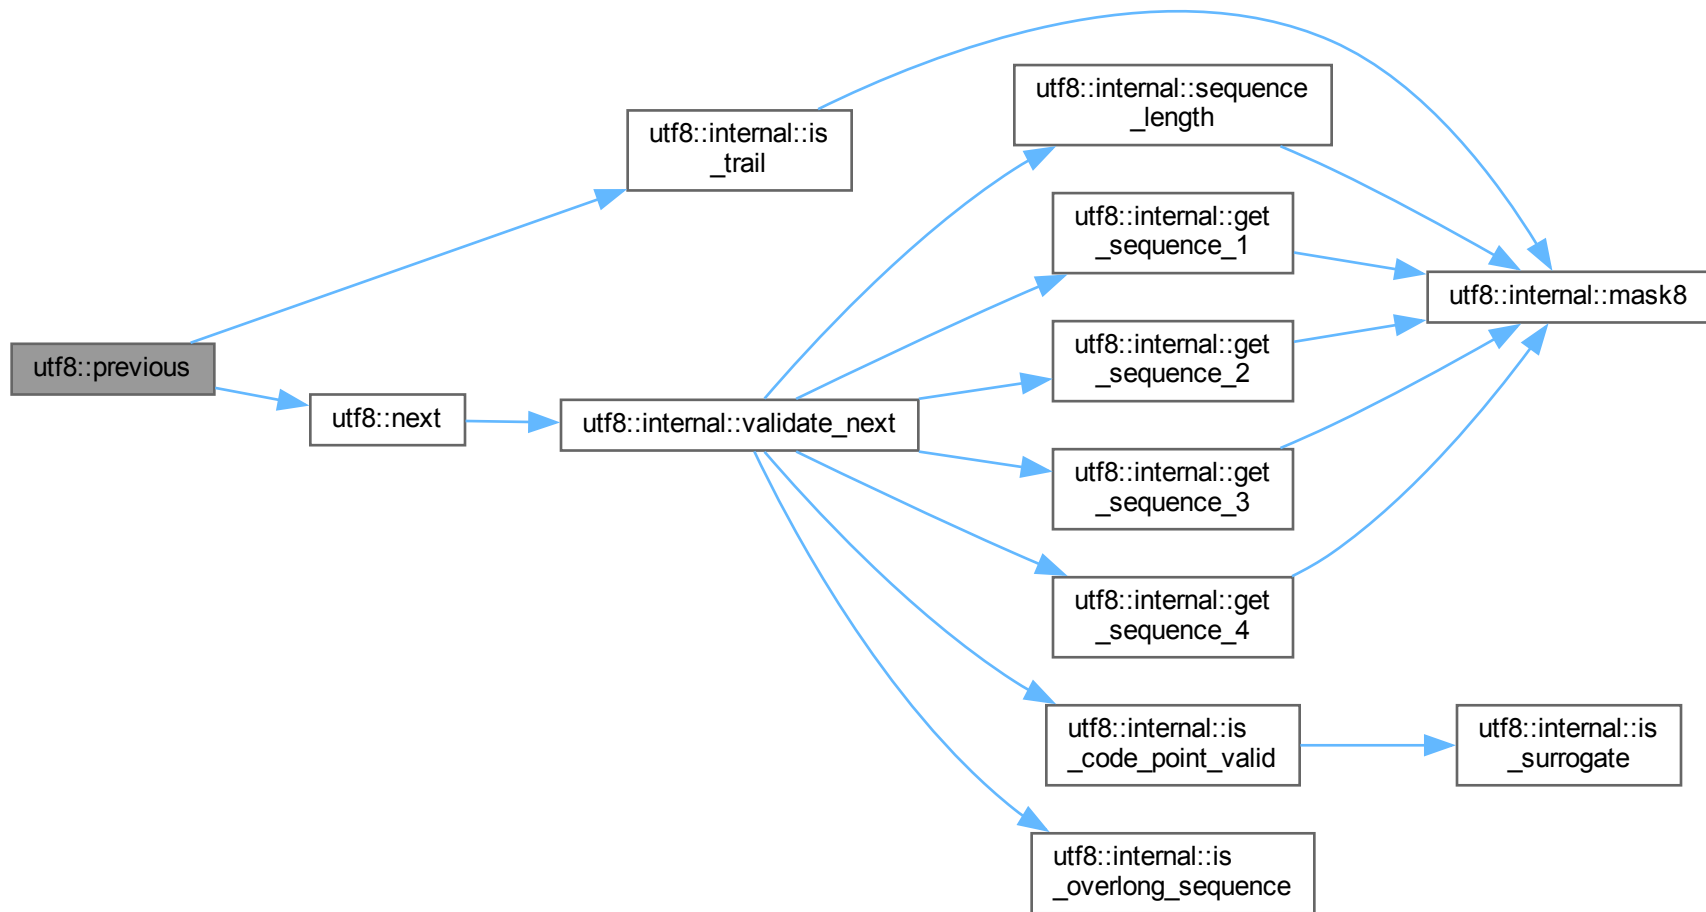 utf8::previous
utf8::internal::is
_trail
utf8::next
utf8::internal::validate_next
utf8::internal::sequence
_length
utf8::internal::get
_sequence_1
utf8::internal::get
_sequence_2
utf8::internal::get
_sequence_3
utf8::internal::get
_sequence_4
utf8::internal::is
_code_point_valid
utf8::internal::is
_overlong_sequence
utf8::internal::mask8
utf8::internal::is
_surrogate